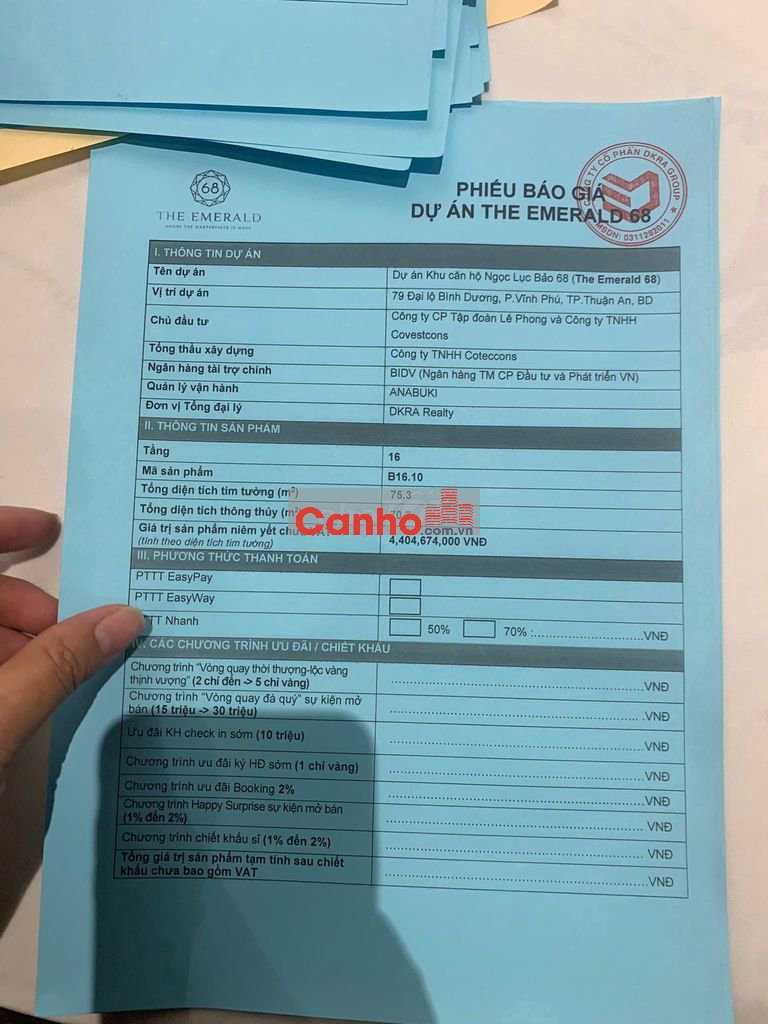 68
THE EMERALD
WHERE THE MASTERPIECE IS MADE
PHIẾU BÁO GIÁ
DỰ ÁN THE EMERALD 68
CÔNG TY CỔ PHẦN DKRA GROUP
MSDN: 0311262011
I. THÔNG TIN DỰ ÁN
Tên dự án
Dự án Khu căn hộ Ngọc Lục Bảo 68 (The Emerald 68)
Vị trí dự án
79 Đại lộ Bình Dương, P.Vĩnh Phú, TP.Thuận An, BD
Chủ đầu tư
Công ty CP Tập đoàn Lê Phong và Công ty TNHH
Covestcons
Tổng thầu xây dựng
Công ty TNHH Coteccons
Ngân hàng tài trợ chính
BIDV (Ngân hàng TM CP Đầu tư và Phát triển VN)
Quản lý vận hành
ANABUKI
Đơn vị Tổng đại lý
DKRA Realty
II. THÔNG TIN SẢN PHẨM
Tầng
16
Mã sản phẩm
B16.10
Tổng diện tích tim tường (m²)
75.3
Tổng diện tích thông thủy (m²
Canho
.com.vn
Giá trị sản phẩm niêm yết chưa VAT
(tính theo diện tích tim tường)
4,404,674,000 VNĐ
III. PHƯƠNG THỨC THANH TOÁN
PTTT EasyPay
PTTT EasyWay
TT Nhanh
50%
70% :..............................VNĐ
CÁC CHƯƠNG TRÌNH ƯU ĐÃI / CHIẾT KHẤU
Chương trình "Vòng quay thời thượng-lộc vàng
thịnh vượng" (2 chỉ đến -> 5 chỉ vàng)
..............................VNĐ
Chương trình "Vòng quay đá quý" sự kiện mở
bán (15 triệu -> 30 triệu)
..............................VNĐ
Ưu đãi KH check in sớm (10 triệu)
..............................VNĐ
Chương trình ưu đãi ký HĐ sớm (1 chỉ vàng)
..............................VNĐ
Chương trình ưu đãi Booking 2%
..............................VNĐ
Chương trình Happy Surprise sự kiện mở bán
(1% đến 2%)
..............................VNĐ
Chương trình chiết khấu sỉ (1% đến 2%)
..............................VNĐ
Tổng giá trị sản phẩm tạm tính sau chiết
khấu chưa bao gồm VAT
..............................VNĐ